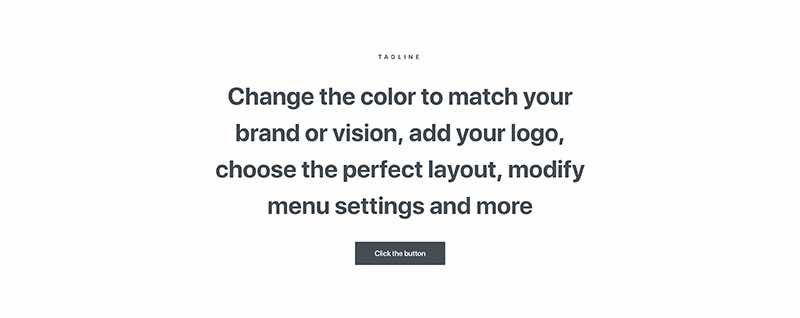 TAGLINE
Change the color to match your
brand or vision, add your logo,
choose the perfect layout, modify
menu settings and more
Click the button